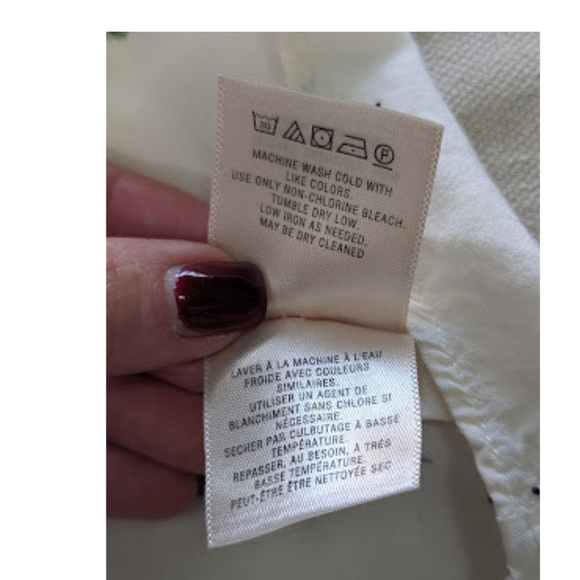 30
P
MACHINE WASH COLD WITH
LIKE COLORS.
USE ONLY NON-CHLORINE BLEACH.
TUMBLE DRY LOW.
LOW IRON AS NEEDED.
MAY BE DRY CLEANED
LAVER À LA MACHINE À L'EAU
FROIDE AVEC COULEURS
SIMILAIRES.
UTILISER UN AGENT DE
BLANCHIMENT SANS CHLORE SI
NÉCESSAIRE.
SECHER PAR CULBUTAGE À BASSE
TEMPÉRATURE.
REPASSER, AU BESOIN, À TRÈS
BASSE TEMPÉRATURE.
PEUT-ÊTRE ÊTRE NETTOYÉE SEC